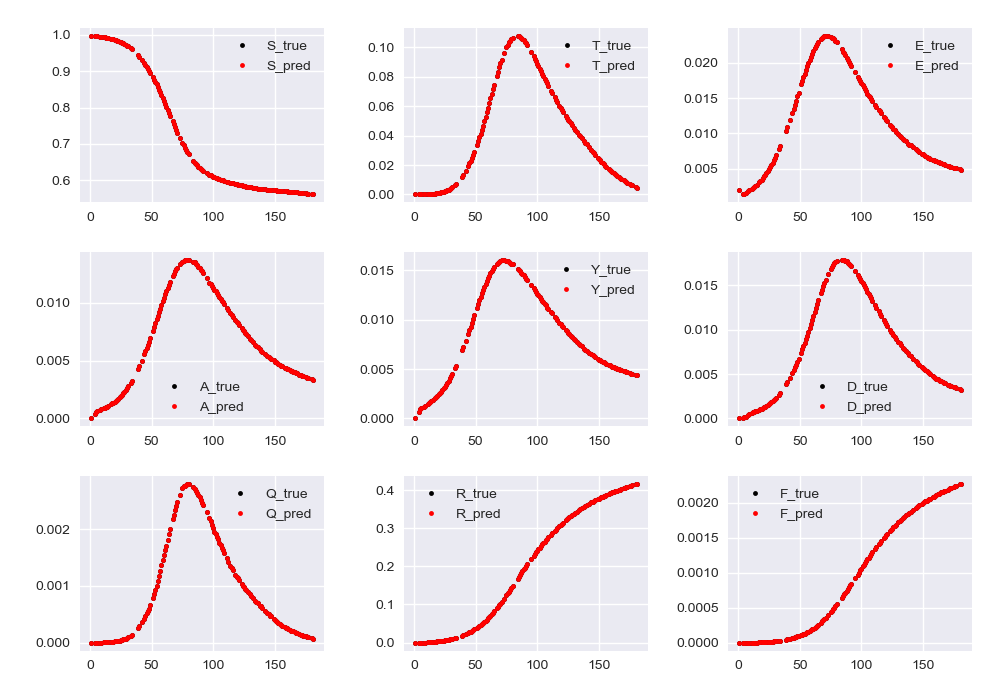 1.0
0.9
0.8
0.7
0.6
S_true
S_pred
0 50 100 150
0.10
0.08
0.06
0.04
0.02
0.00
T_true
T_pred
0 50 100 150
0.020
0.015
0.010
0.005
E_true
E_pred
0 50 100 150
0.010
0.005
0.000
A_true
A_pred
0 50 100 150
0.015
0.010
0.005
0.000
Y_true
Y_pred
0 50 100 150
0.015
0.010
0.005
0.000
D_true
D_pred
0 50 100 150
0.002
0.001
0.000
Q_true
Q_pred
0 50 100 150
0.4
0.3
0.2
0.1
0.0
R_true
R_pred
0 50 100 150
0.0020
0.0015
0.0010
0.0005
0.0000
F_true
F_pred
0 50 100 150